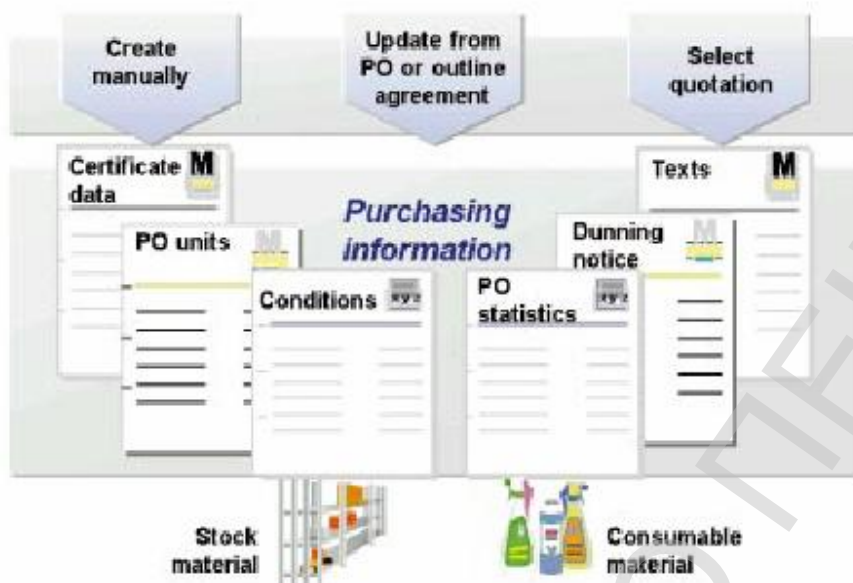 Create
manually
Update from
PO or outline
agreement
Select
quotation
Certificate
data
M
PO units
M
Conditions
Purchasing
information
PO
statistics
Dunning
notice
M
Texts
M
Stock
material
Consumable
material